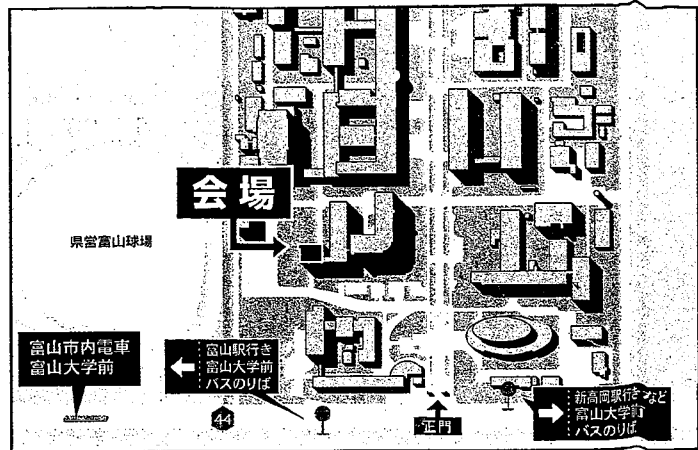 会場
県営富山球場
富山市内電車
富山大学前
富山駅行き
富山大学前
バスのりば
44
正門
新高岡駅行きなど
富山大学前
バスのりば